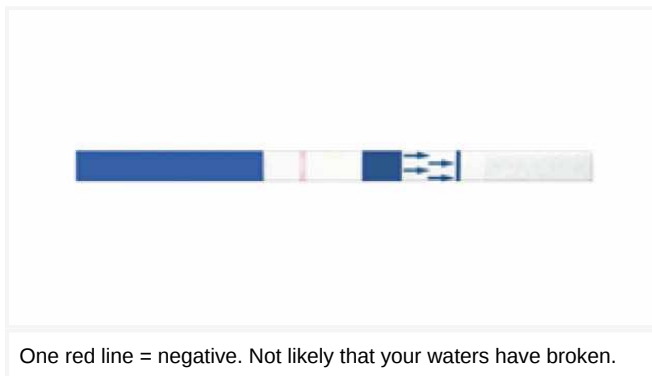 One red line = negative. Not likely that your waters have broken.